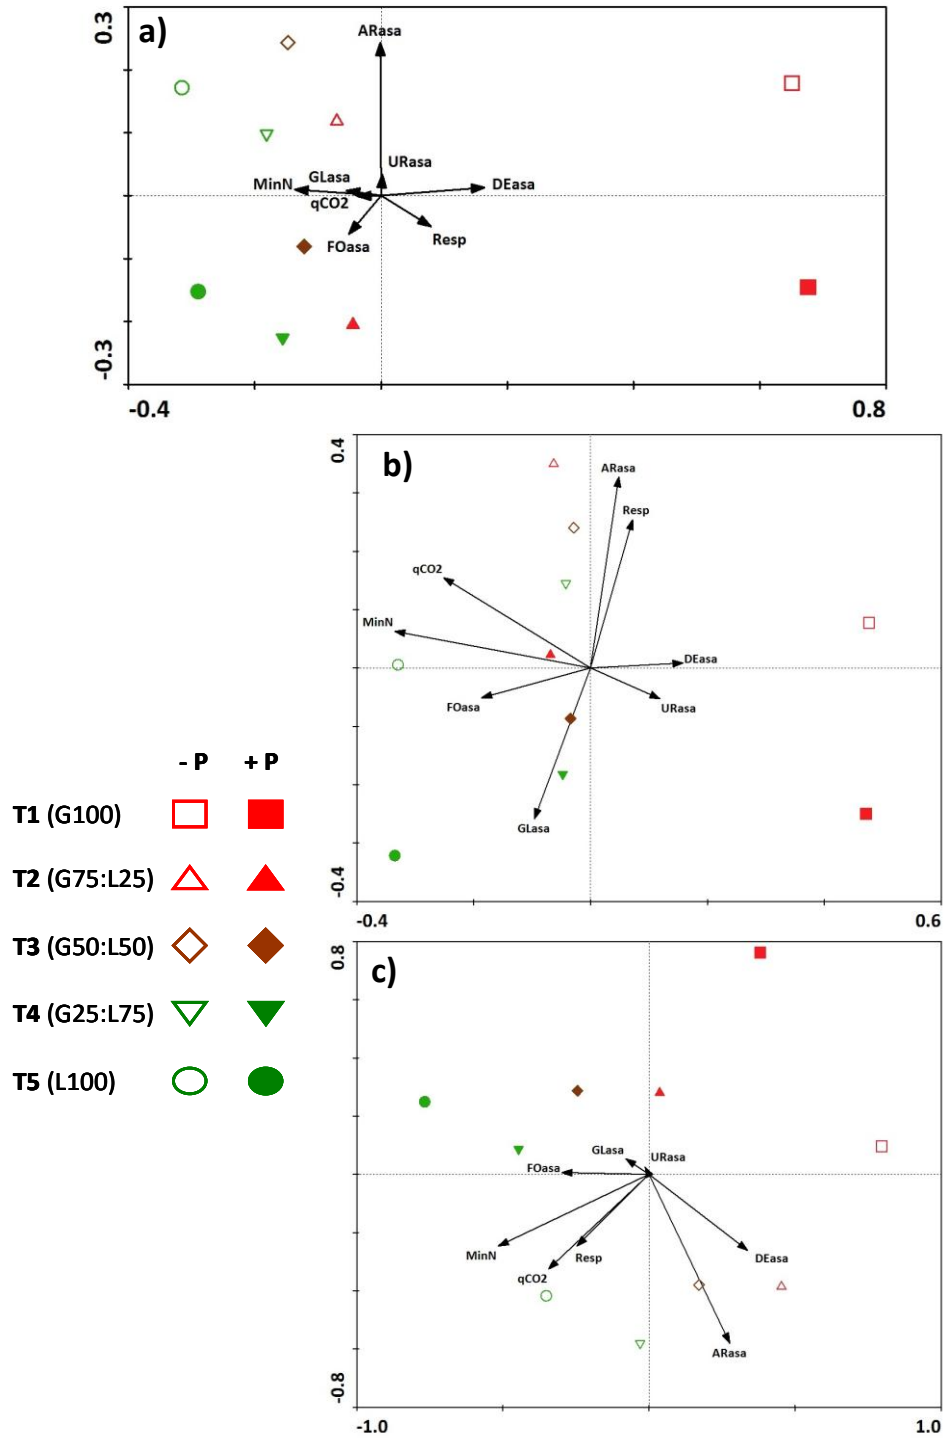 0.3
a)
ARasa
URasa
GLasa
MinN
DEasa
qCO2
FOasa
Resp
-0.3
-0.4
0.8
0.4
b)
ARasa
Resp
qCO2
MinN
DEasa
FOasa
URasa
GLasa
-0.4
-0.4
0.6
- P + P
T1 (G100)
T2 (G75:L25)
T3 (G50:L50)
T4 (G25:L75)
T5 (L100)
0.8
c)
GLasa
URasa
FOasa
MinN
Resp
DEasa
qCO2
ARasa
-0.8
-1.0
1.0